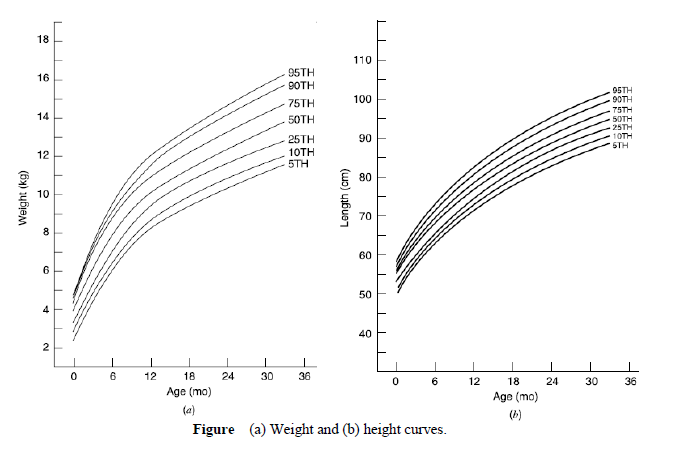 18
16
14
12
10
8
6
4
2
Weight (kg)
95TH
90TH
75TH
50TH
25TH
10TH
5TH
0 6 12 18 24 30 36
Age (mo)
(a)
110
100
90
80
70
60
50
40
Length (cm)
95TH
90TH
75TH
50TH
25TH
10TH
5TH
0 6 12 18 24 30 36
Age (mo)
(b)
Figure (a) Weight and (b) height curves.